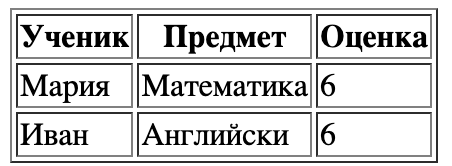 Ученик Предмет Оценка
Мария Математика 6
Иван Английски 6